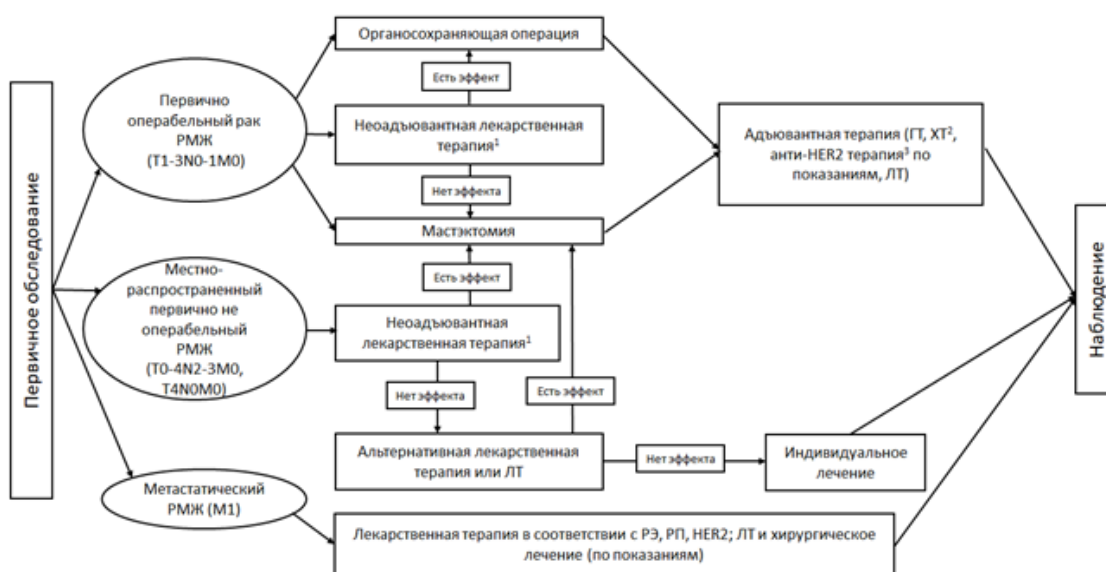 Первичное обследование
Первично
операбельный рак
РМЖ
(T1-3N0-1M0)
Органосохраняющая операция
Есть эффект
Неоадъювантная лекарственная
терапия¹
Нет эффекта
Мастэктомия
Адъювантная терапия (ГТ, ХТ²,
анти-HER2 терапия³ по
показаниям, ЛТ)
Местно-
распространенный
первично не
операбельный
РМЖ
(T0-4N2-3M0,
T4N0M0)
Есть эффект
Неоадъювантная
лекарственная терапия¹
Нет эффекта
Есть эффект
Альтернативная лекарственная
терапия или ЛТ
Нет эффекта
Индивидуальное
лечение
Метастатический
РМЖ (M1)
Лекарственная терапия в соответствии с РЭ, РП, HER2; ЛТ и хирургическое
лечение (по показаниям)
Наблюдение